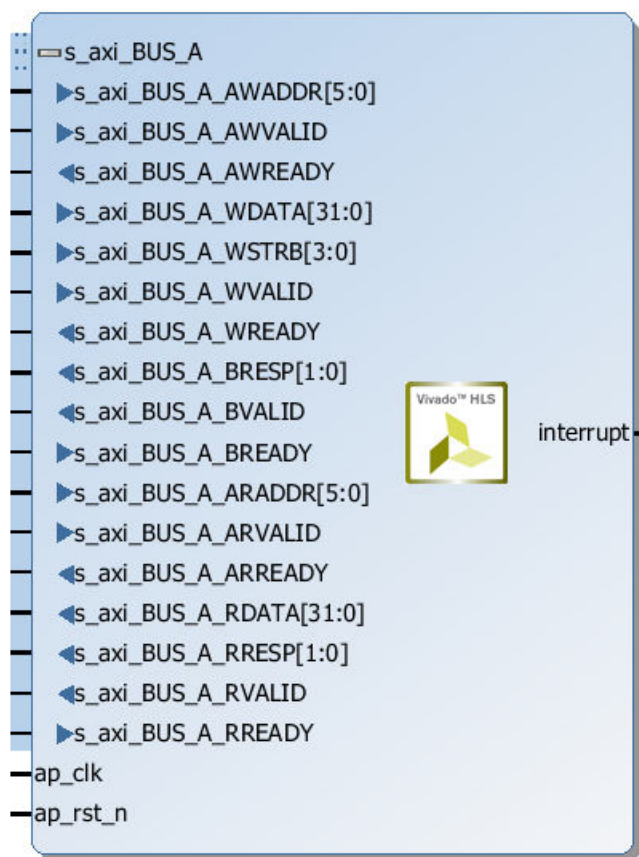 s_axi_BUS_A
s_axi_BUS_A_AWADDR[5:0]
s_axi_BUS_A_AWVALID
s_axi_BUS_A_AWREADY
s_axi_BUS_A_WDATA[31:0]
s_axi_BUS_A_WSTRB[3:0]
s_axi_BUS_A_WVALID
s_axi_BUS_A_WREADY
s_axi_BUS_A_BRESP[1:0]
s_axi_BUS_A_BVALID
s_axi_BUS_A_BREADY
s_axi_BUS_A_ARADDR[5:0]
s_axi_BUS_A_ARVALID
s_axi_BUS_A_ARREADY
s_axi_BUS_A_RDATA[31:0]
s_axi_BUS_A_RRESP[1:0]
s_axi_BUS_A_RVALID
s_axi_BUS_A_RREADY
ap_clk
ap_rst_n
Vivado™ HLS
interrupt